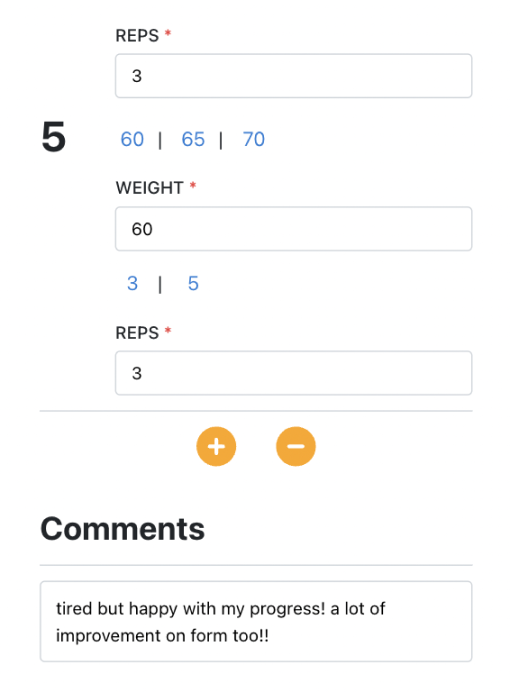 REPS *
3
5
60 | 65 | 70
WEIGHT *
60
3 | 5
REPS *
3
Comments
tired but happy with my progress! a lot of
improvement on form too!!